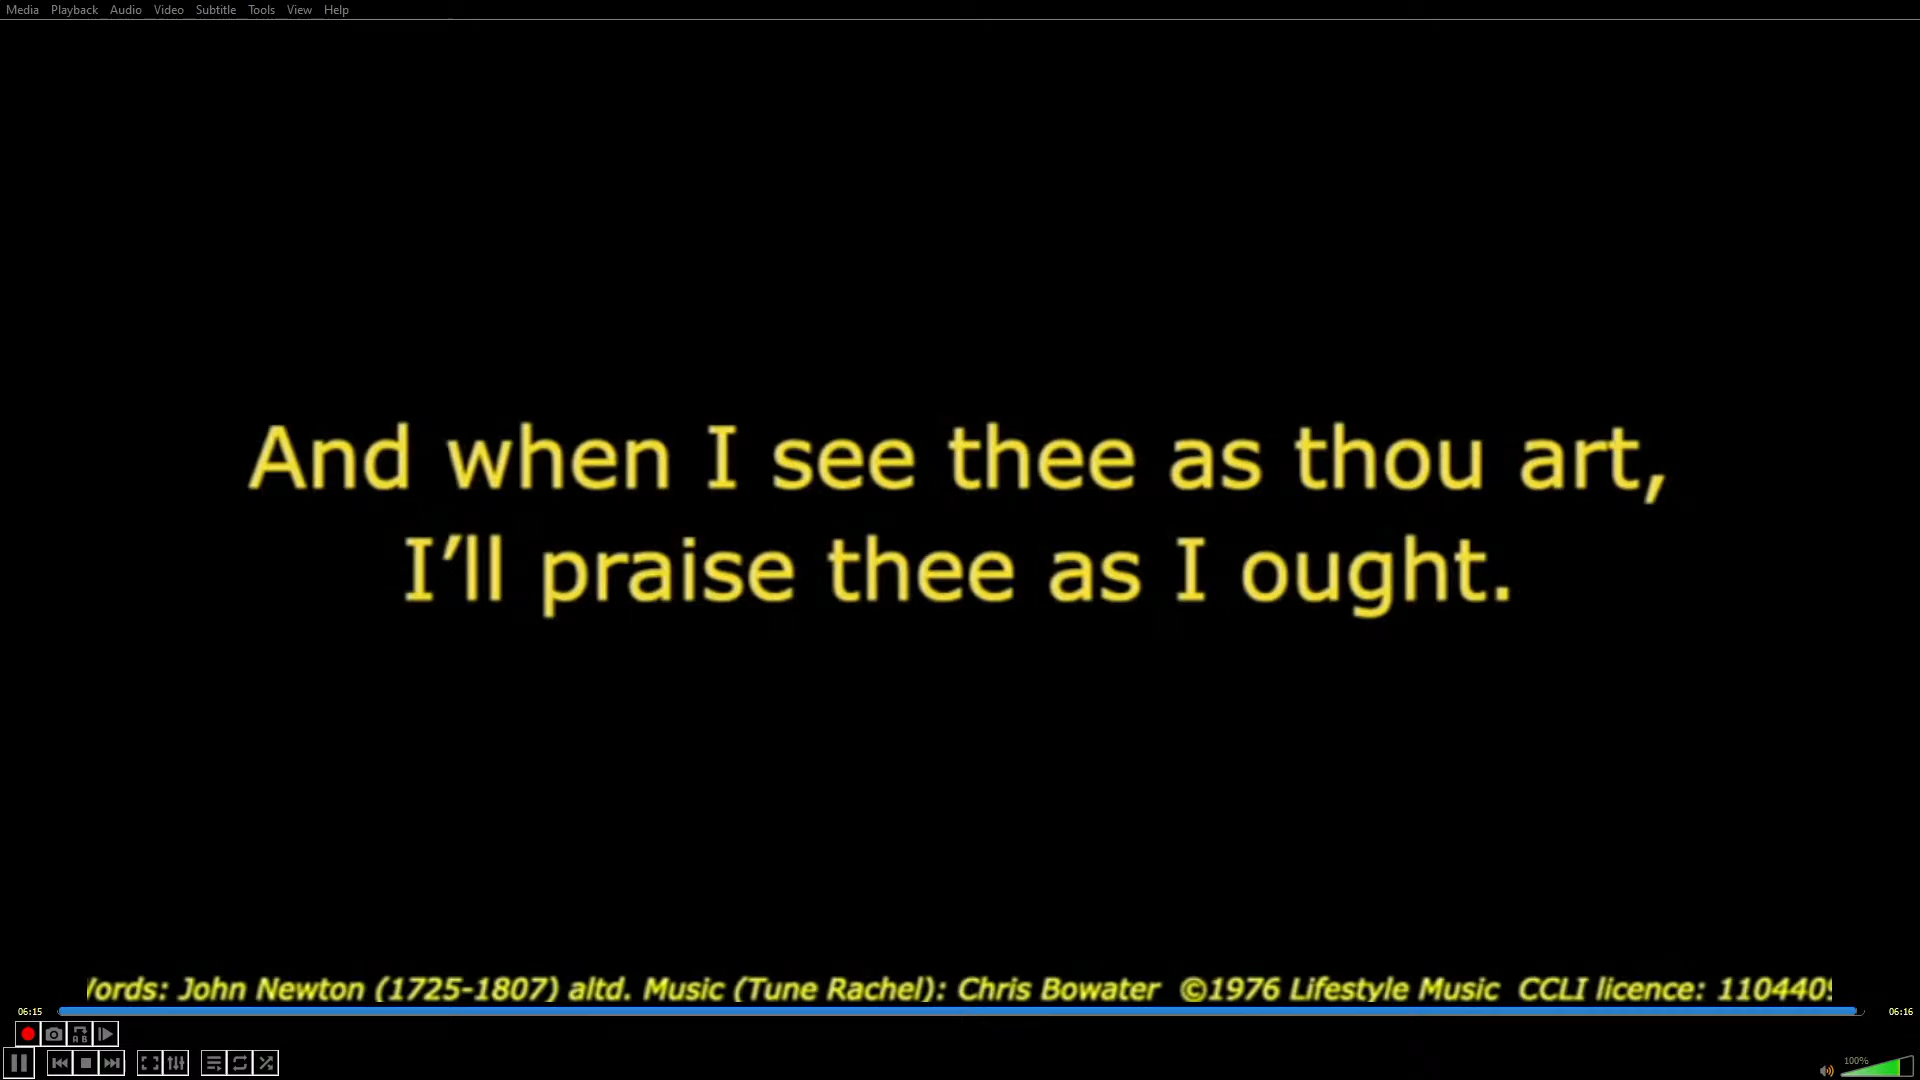 Media Playback Audio Video Subtitle Tools View Help
And when I see thee as thou art,
I’ll praise thee as I ought.
John Newton (1725-1807) altd. Music (Tune Rachel): Chris Bowater ©1976 Lifestyle Music CCLI licence:
06:15 06:16
100%